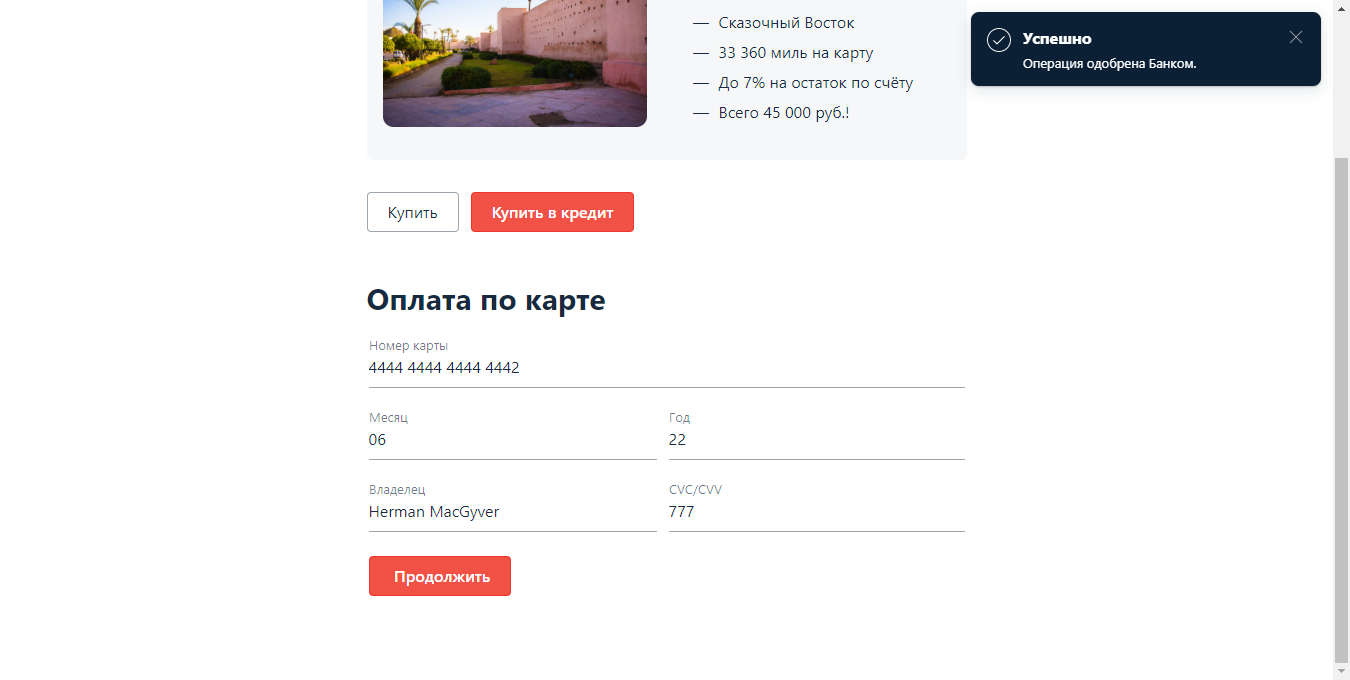 — Сказочный Восток
— 33 360 миль на карту
— До 7% на остаток по счёту
— Всего 45 000 руб.!
Успешно
Операция одобрена Банком.
Купить
Купить в кредит
Оплата по карте
Номер карты
4444 4444 4444 4442
Месяц
06
Год
22
Владелец
Herman MacGyver
CVC/CVV
777
Продолжить